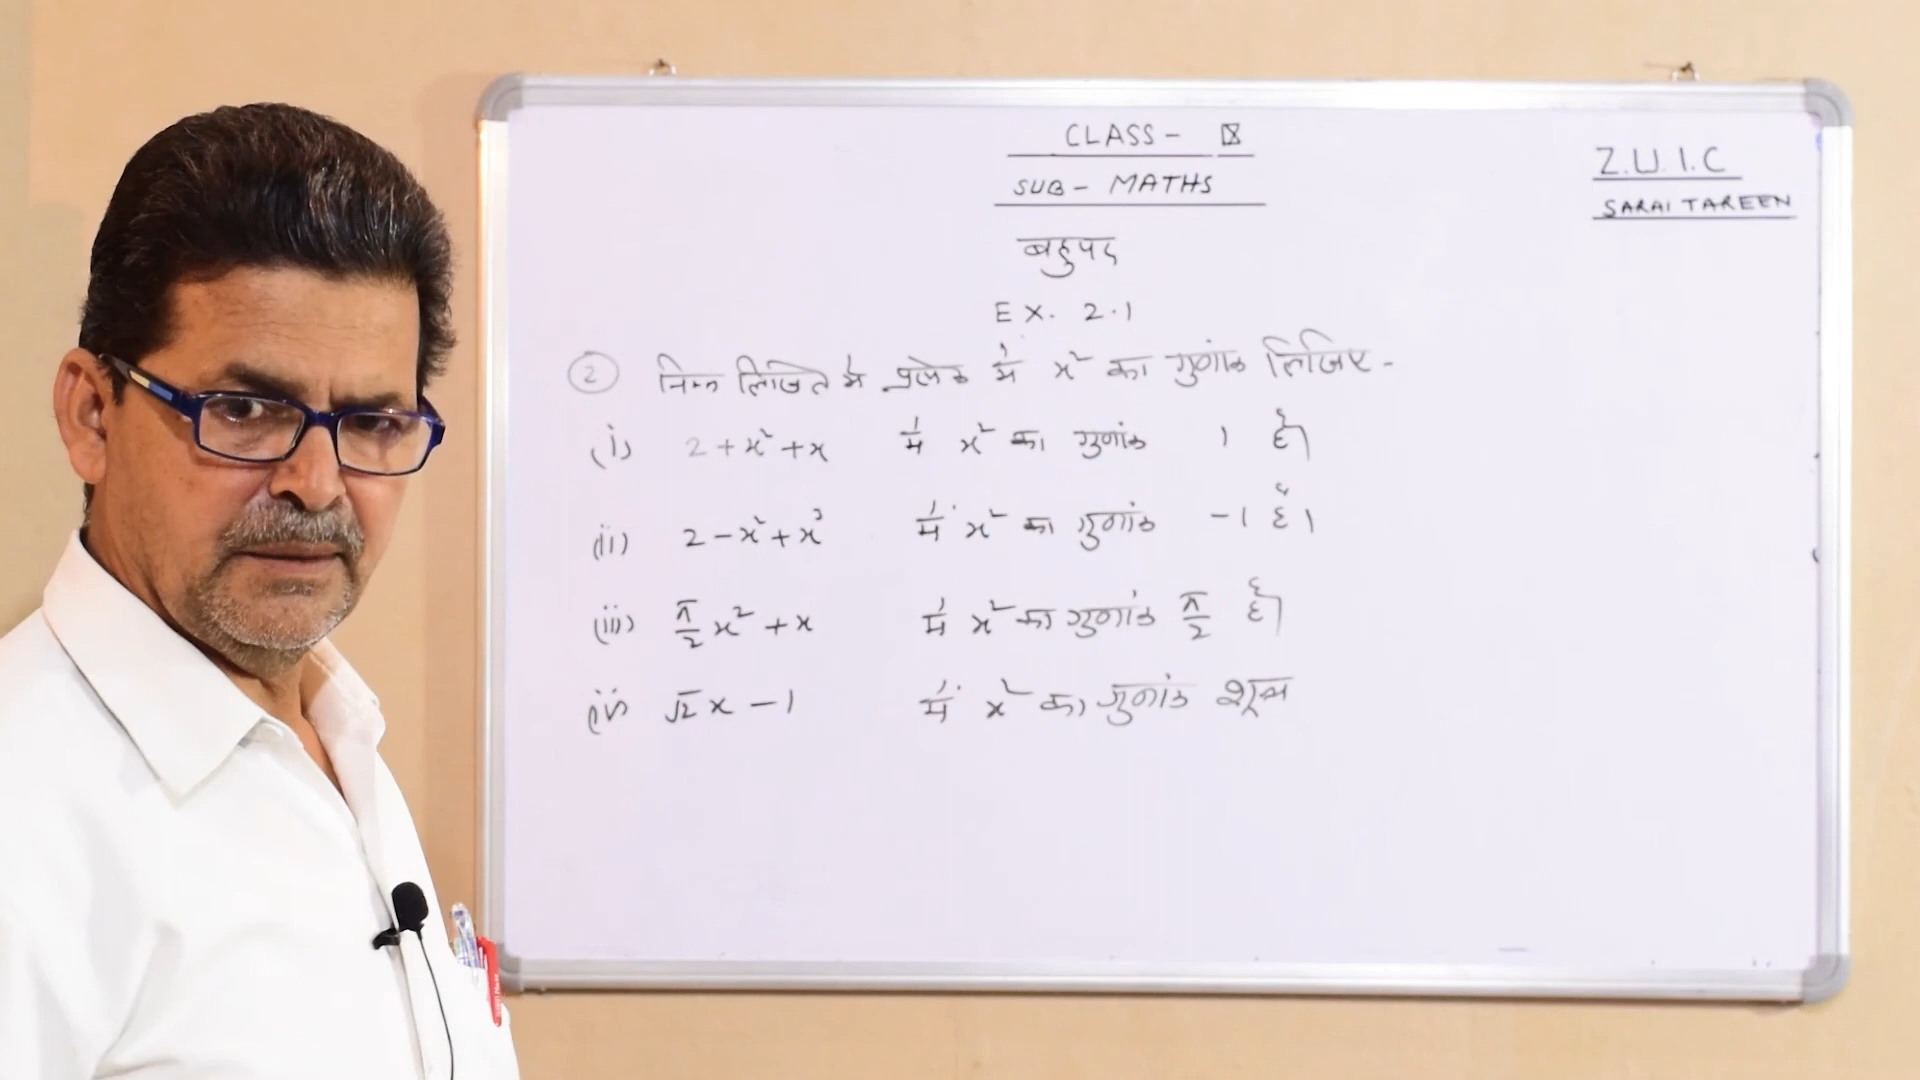 CLASS - IX
SUB - MATHS
Z.U.I.C
SARAI TAREEN
बहुपद
EX. 2.1
(2) निम्न लिखित में प्रत्येक में x² का गुणांक लिखिए -
(i) 2 + x² + x में x² का गुणांक 1 है।
(ii) 2 - x² + x³ में x² का गुणांक -1 है।
(iii) π/2 x² + x में x² का गुणांक π/2 है।
(iv) √2 x - 1 में x² का गुणांक शून्य